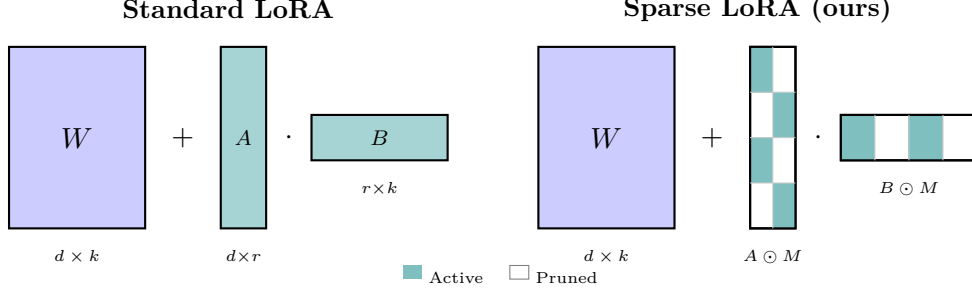 Standard LoRA
Sparse LoRA (ours)
W + A · B
W + ·
r×k
B ⊙ M
d × k
d×r
d × k
A ⊙ M
Active
Pruned